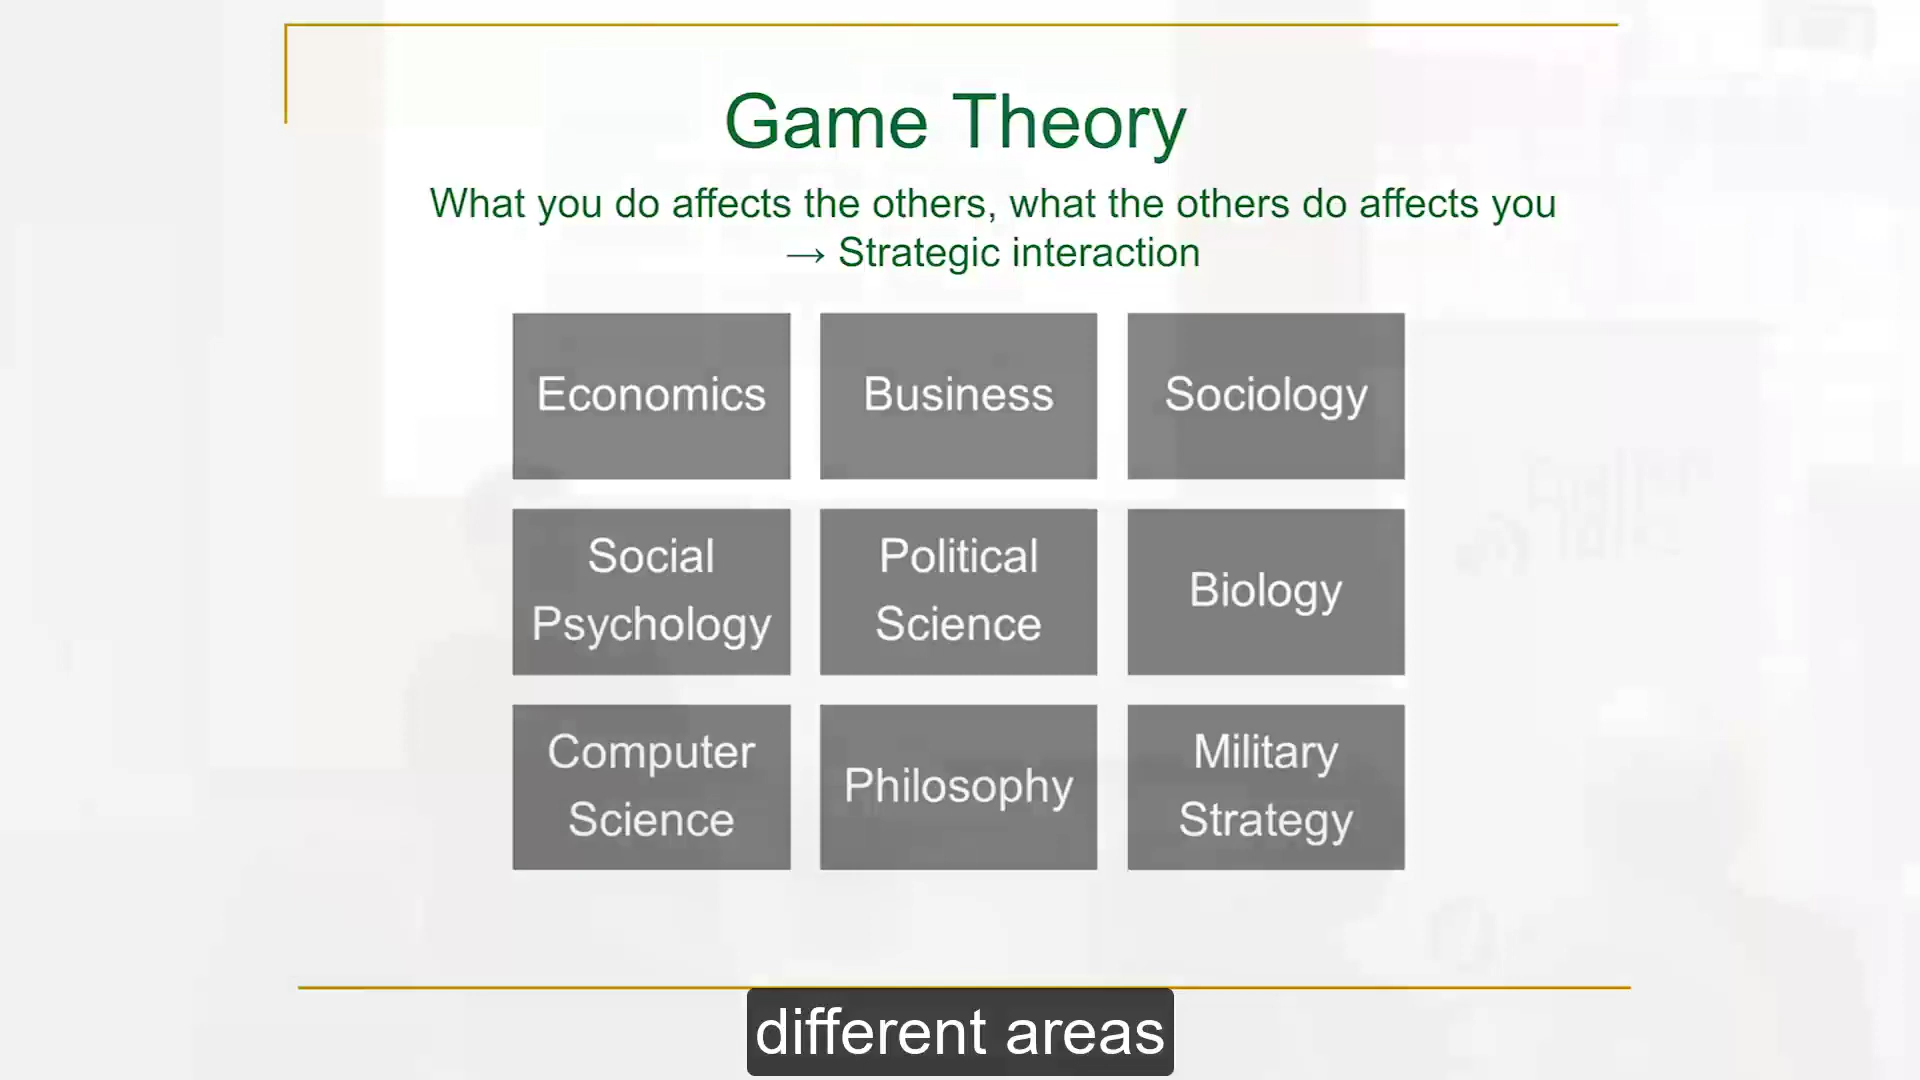 Game Theory
What you do affects the others, what the others do affects you
→ Strategic interaction
Economics
Business
Sociology
Social
Psychology
Political
Science
Biology
Computer
Science
Philosophy
Military
Strategy
different areas